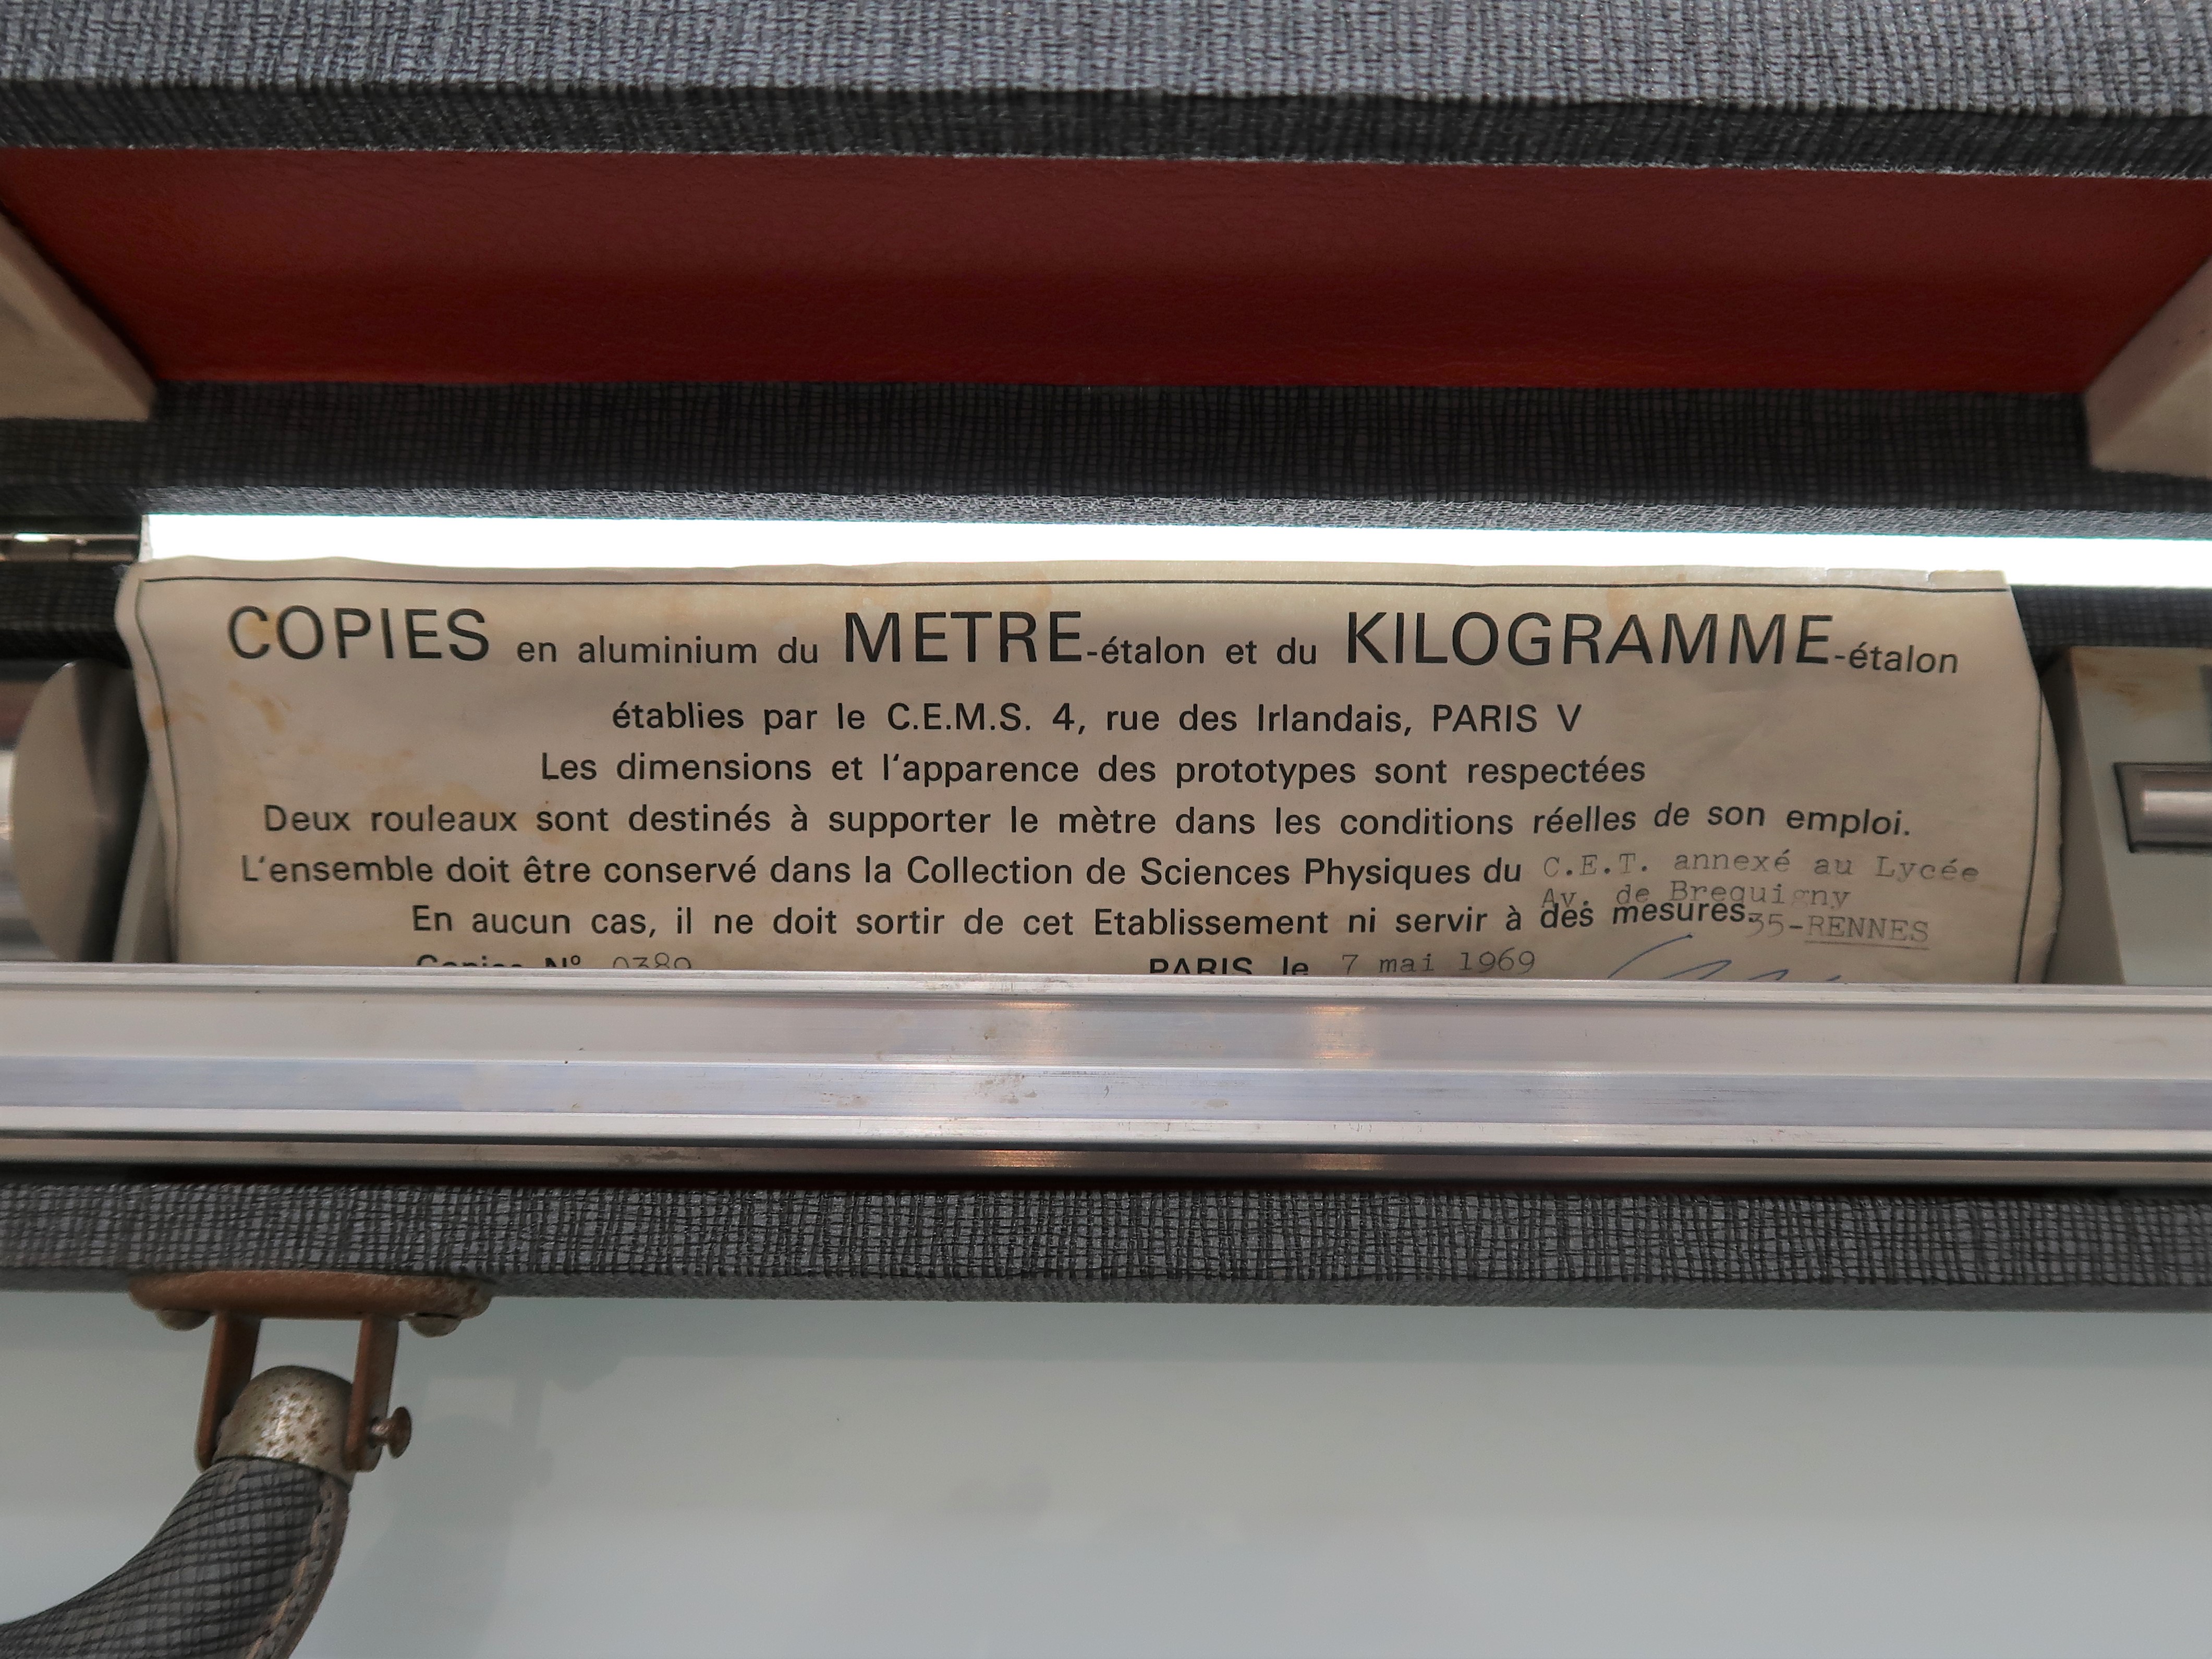 COPIES en aluminium du METRE-étalon et du KILOGRAMME-étalon
établies par le C.E.M.S. 4, rue des Irlandais, PARIS V
Les dimensions et l'apparence des prototypes sont respectées
Deux rouleaux sont destinés à supporter le mètre dans les conditions réelles de son emploi.
L'ensemble doit être conservé dans la Collection de Sciences Physiques du C.E.T. annexé au Lycée
Av. de Brequigny
En aucun cas, il ne doit sortir de cet Etablissement ni servir à des mesures. 35-RENNES
Copies Nº 0389 PARIS le 7 mai 1969